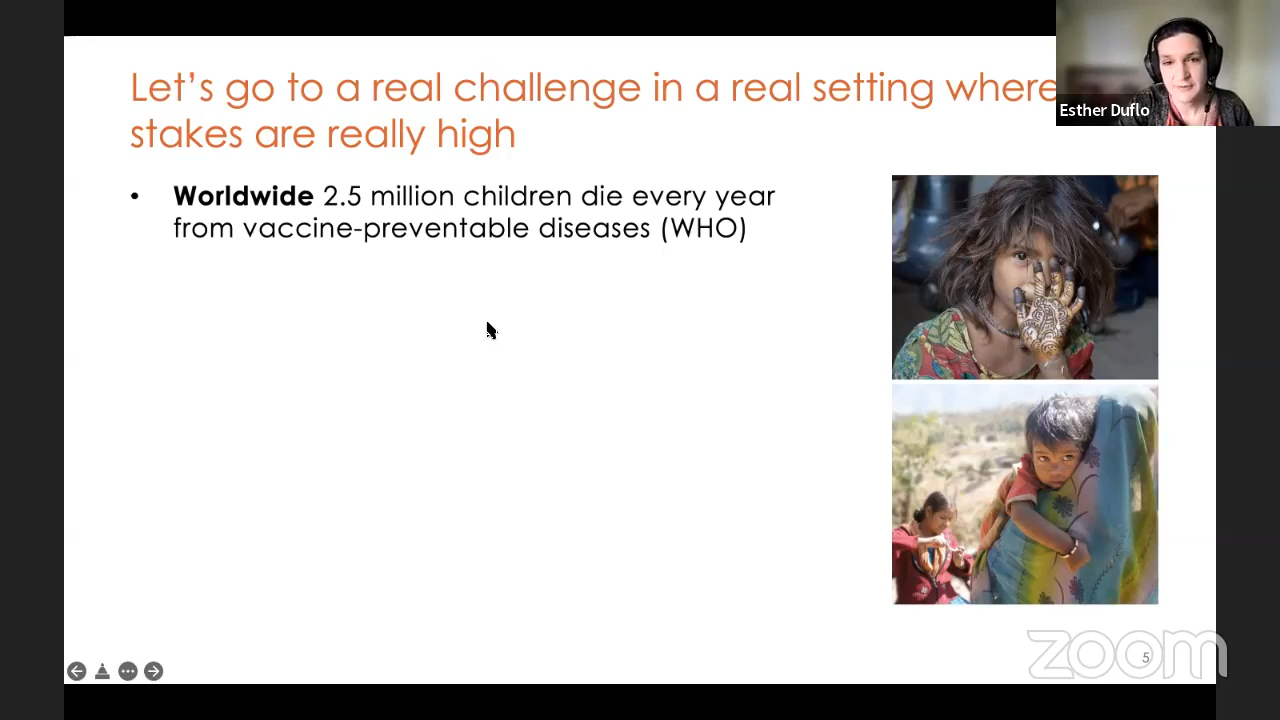 Let's go to a real challenge in a real setting where
stakes are really high
Esther Duflo
• Worldwide 2.5 million children die every year
from vaccine-preventable diseases (WHO)
zoom
5